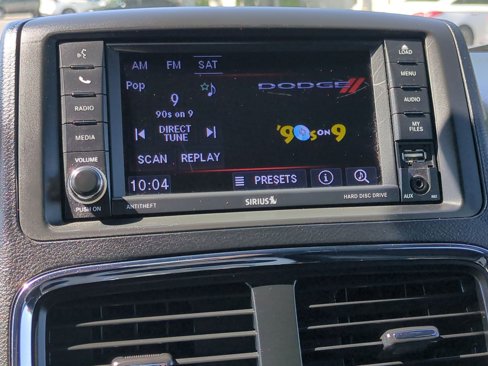 LOAD
MENU
AUDIO
MY
FILES
RADIO
MEDIA
VOLUME
PUSH ON
AM FM SAT
Pop
9
90s on 9
DIRECT
TUNE
SCAN REPLAY
10:04
PRESETS
DODGE
'90s ON 9
ANTITHEFT
SIRIUS
HARD DISC DRIVE
AUX